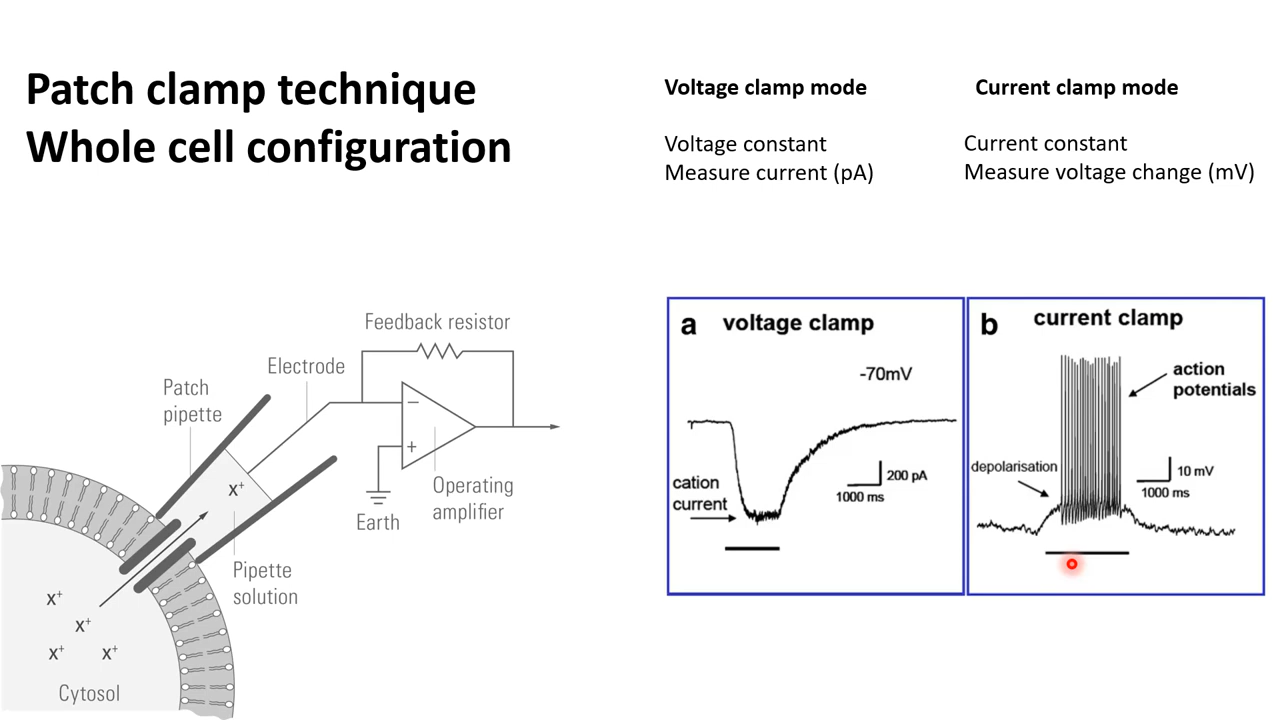 Patch clamp technique
Whole cell configuration
Voltage clamp mode
Voltage constant
Measure current (pA)
Current clamp mode
Current constant
Measure voltage change (mV)
Feedback resistor
Electrode
Patch
pipette
−
+
x⁺
Operating
amplifier
Earth
Pipette
solution
x⁺
x⁺
x⁺
x⁺
Cytosol
a voltage clamp
-70mV
200 pA
1000 ms
cation
current
b current clamp
action
potentials
depolarisation
10 mV
1000 ms